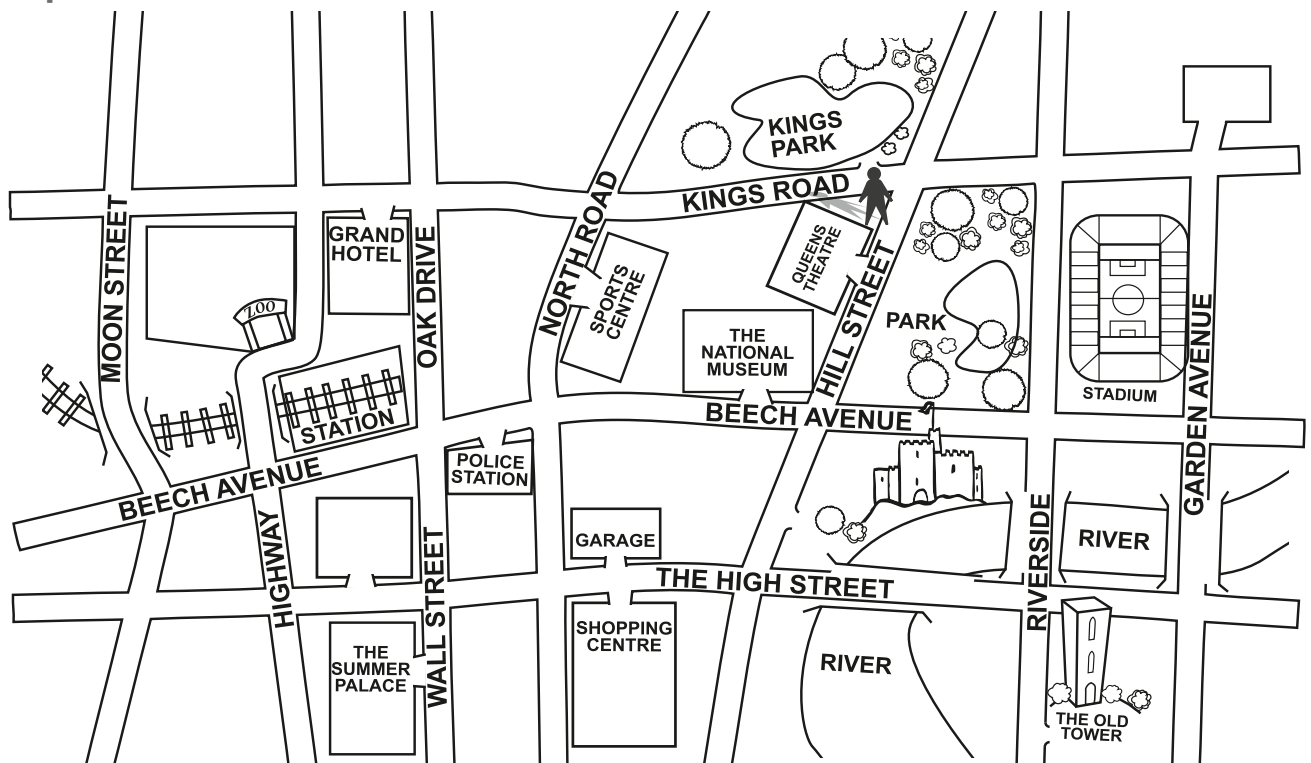 KINGS
PARK
KINGS ROAD
MOON STREET
GRAND
HOTEL
OAK DRIVE
NORTH ROAD
SPORTS
CENTRE
QUEENS
THEATRE
HILL STREET
ZOO
THE
NATIONAL
MUSEUM
PARK
STADIUM
GARDEN AVENUE
STATION
BEECH AVENUE
BEECH AVENUE
POLICE
STATION
HIGHWAY
WALL STREET
GARAGE
THE HIGH STREET
RIVERSIDE
RIVER
THE
SUMMER
PALACE
SHOPPING
CENTRE
RIVER
THE OLD
TOWER